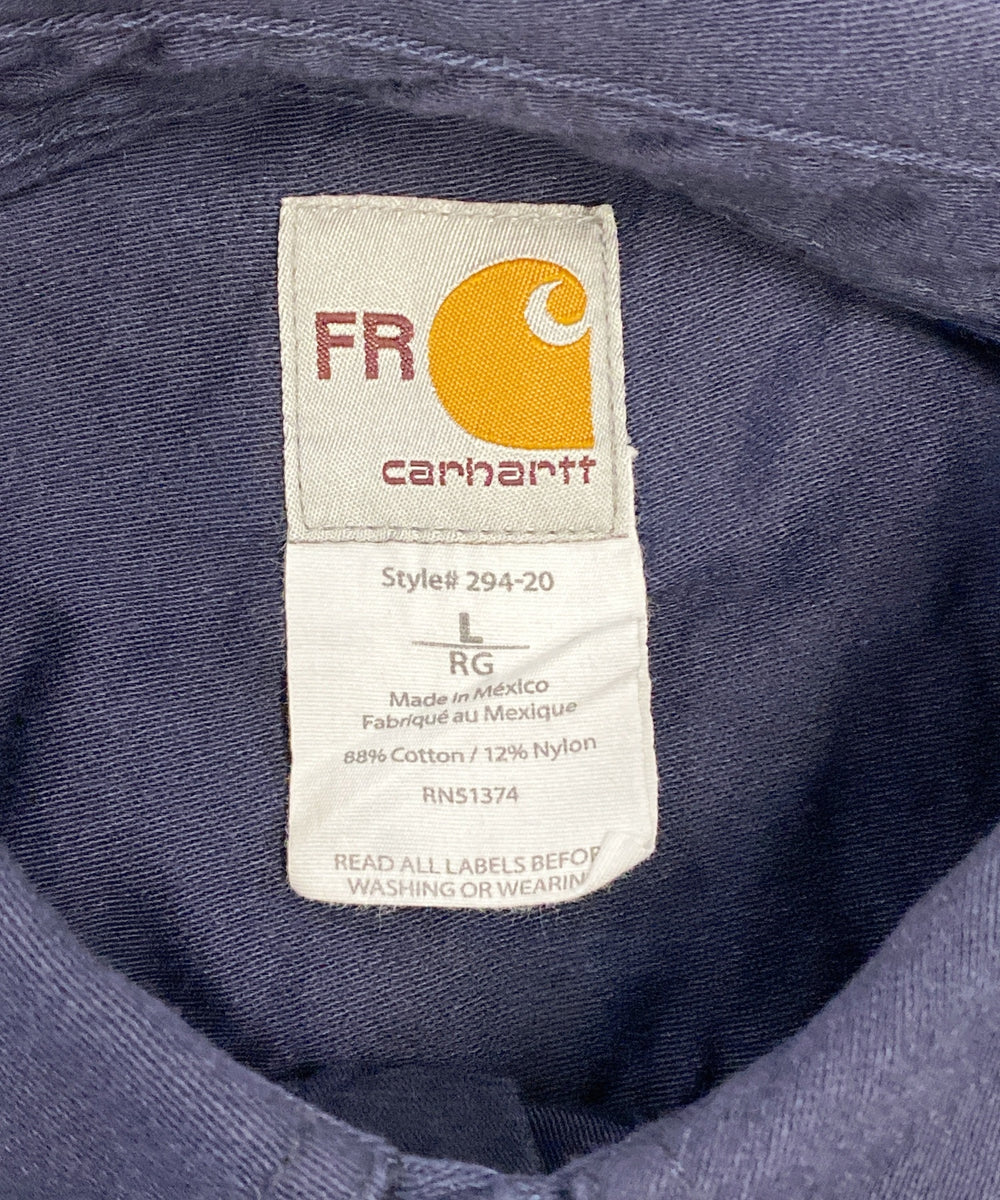 FR
carhartt
Style# 294-20
L
RG
Made in México
Fabriqué au Mexique
88% Cotton / 12% Nylon
RN51374
READ ALL LABELS BEFOR
WASHING OR WEARIN